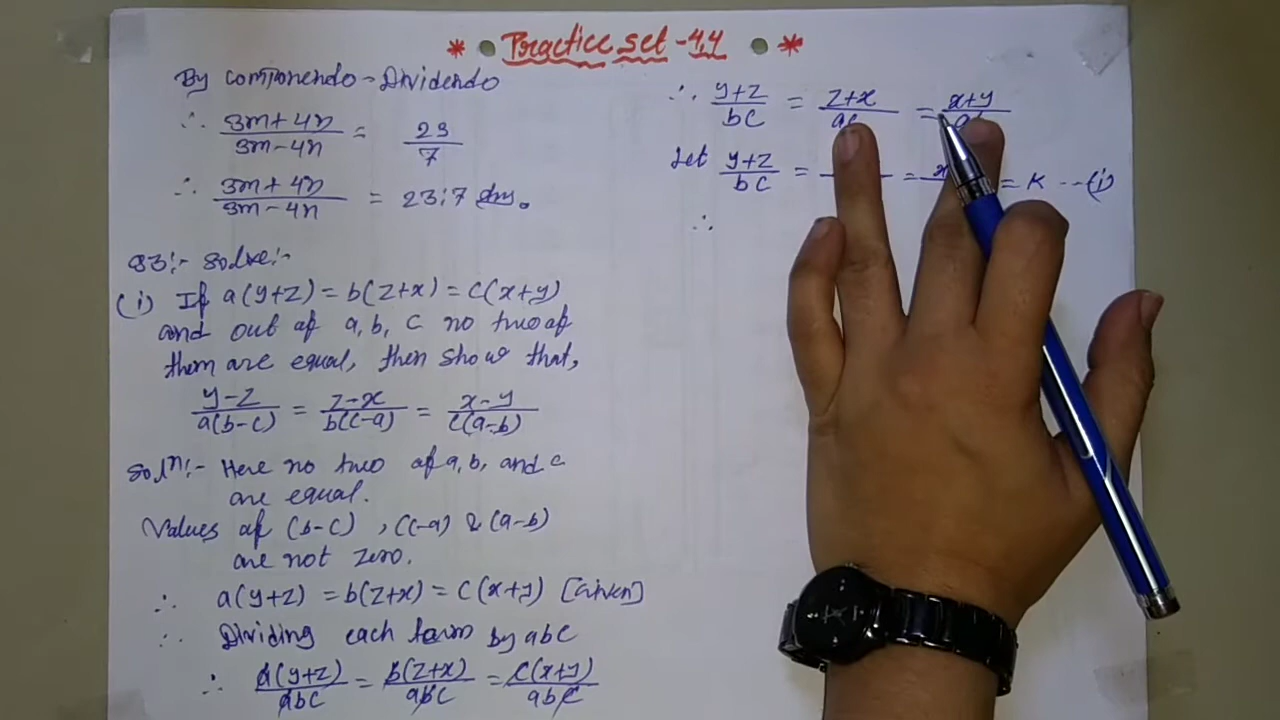 * • Practice set - 4.4 • *
By componendo - Dividendo
∴ 3m+4n / 3m-4n = 23 / 7
∴ 3m+4n / 3m-4n = 23:7 Ans.
Q3:- Solve:-
(i) If a(y+z) = b(z+x) = c(x+y)
and out of a, b, c no two of
them are equal, then show that,
y-z / a(b-c) = z-x / b(c-a) = x-y / c(a-b)
Solⁿ:- Here no two of a, b, and c
are equal.
Values of (b-c), (c-a) & (a-b)
are not zero.
∴ a(y+z) = b(z+x) = c(x+y) [Given]
∴ Dividing each term by abc
∴ a(y+z) / abc = b(z+x) / abc = c(x+y) / abc
∴ y+z / bc = z+x / ac = x+y / ab
Let y+z / bc = = x = K --(i)
∴